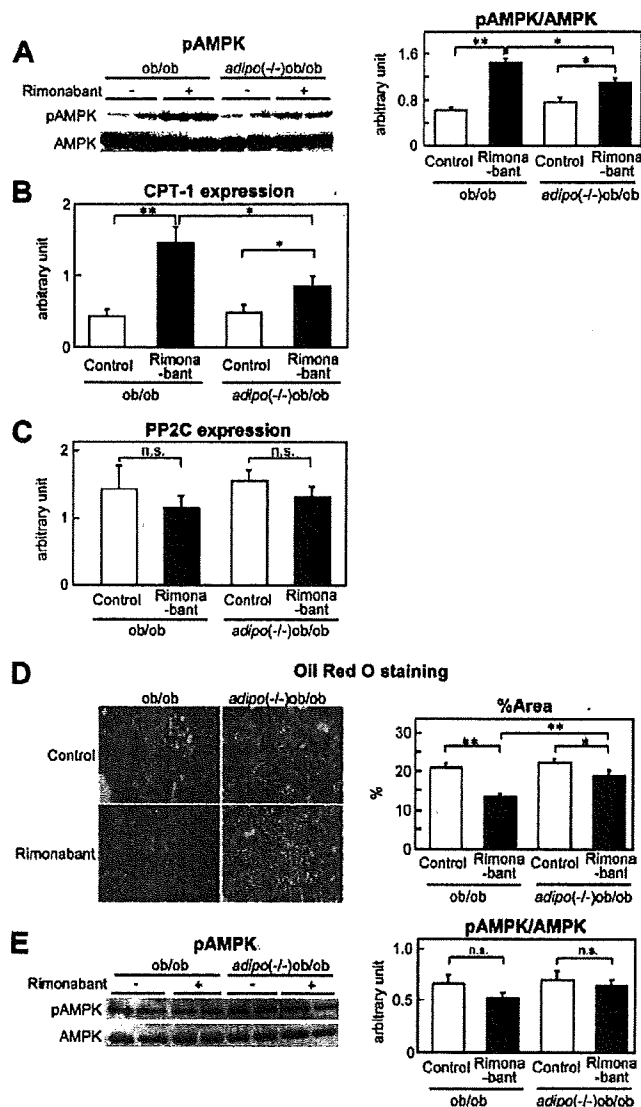 A
pAMPK
ob/ob adipo(-/-)ob/ob
Rimonabant - + - +
pAMPK
AMPK
pAMPK/AMPK
arbitrary unit
1.6
0.8
0
** *
*
Control Rimona-bant Control Rimona-bant
ob/ob adipo(-/-)ob/ob
B
CPT-1 expression
arbitrary unit
2
1
0
** *
*
Control Rimona-bant Control Rimona-bant
ob/ob adipo(-/-)ob/ob
C
PP2C expression
arbitrary unit
2
1
0
n.s. n.s.
Control Rimona-bant Control Rimona-bant
ob/ob adipo(-/-)ob/ob
D
Oil Red O staining
ob/ob adipo(-/-)ob/ob
Control
Rimonabant
%Area
%
30
20
10
0
**
** *
Control Rimona-bant Control Rimona-bant
ob/ob adipo(-/-)ob/ob
E
pAMPK
ob/ob adipo(-/-)ob/ob
Rimonabant - + - +
pAMPK
AMPK
pAMPK/AMPK
arbitrary unit
1.0
0.5
0
n.s. n.s.
Control Rimona-bant Control Rimona-bant
ob/ob adipo(-/-)ob/ob